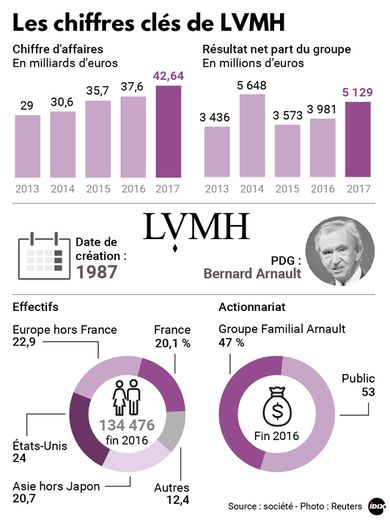 Les chiffres clés de LVMH
Chiffre d'affaires
En milliards d'euros
29
30,6
35,7
37,6
42,64
2013
2014
2015
2016
2017
Résultat net part du groupe
En millions d'euros
3 436
5 648
3 573
3 981
5 129
2013
2014
2015
2016
2017
Date de
création :
1987
LVMH
PDG :
Bernard Arnault
Effectifs
Europe hors France
22,9
France
20,1 %
134 476
fin 2016
États-Unis
24
Asie hors Japon
20,7
Autres
12,4
Actionnariat
Groupe Familial Arnault
47 %
Public
53
Fin 2016
Source : société - Photo : Reuters
IDIX